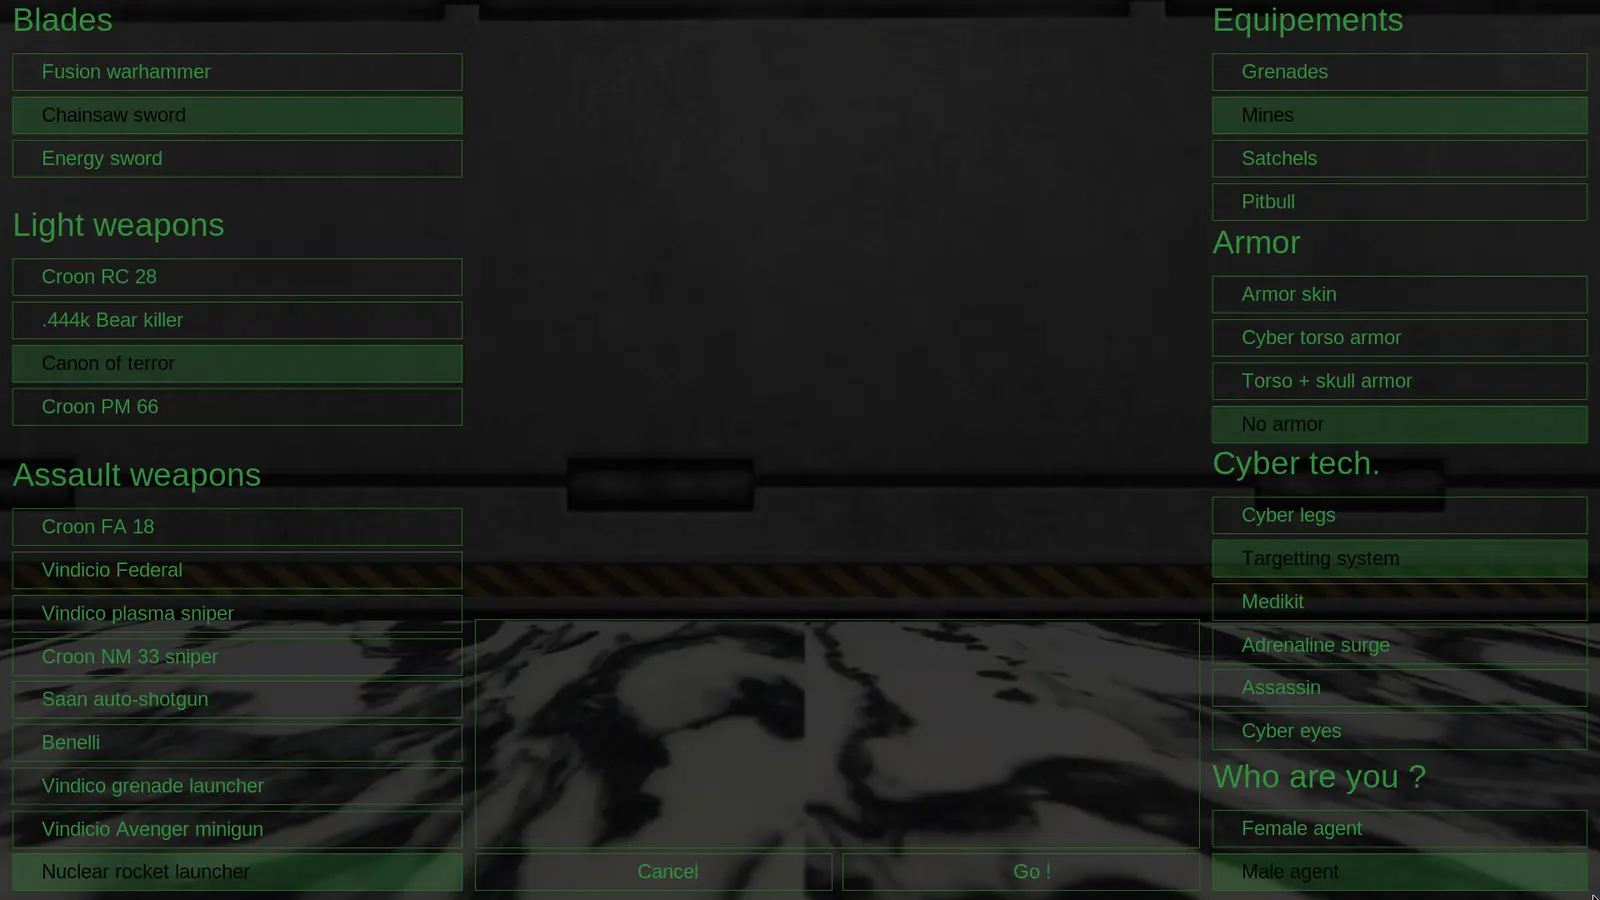 Blades
Fusion warhammer
Chainsaw sword
Energy sword
Light weapons
Croon RC 28
.444k Bear killer
Canon of terror
Croon PM 66
Assault weapons
Croon FA 18
Vindicio Federal
Vindico plasma sniper
Croon NM 33 sniper
Saan auto-shotgun
Benelli
Vindico grenade launcher
Vindicio Avenger minigun
Nuclear rocket launcher
Cancel
Go !
Equipements
Grenades
Mines
Satchels
Pitbull
Armor
Armor skin
Cyber torso armor
Torso + skull armor
No armor
Cyber tech.
Cyber legs
Targetting system
Medikit
Adrenaline surge
Assassin
Cyber eyes
Who are you ?
Female agent
Male agent